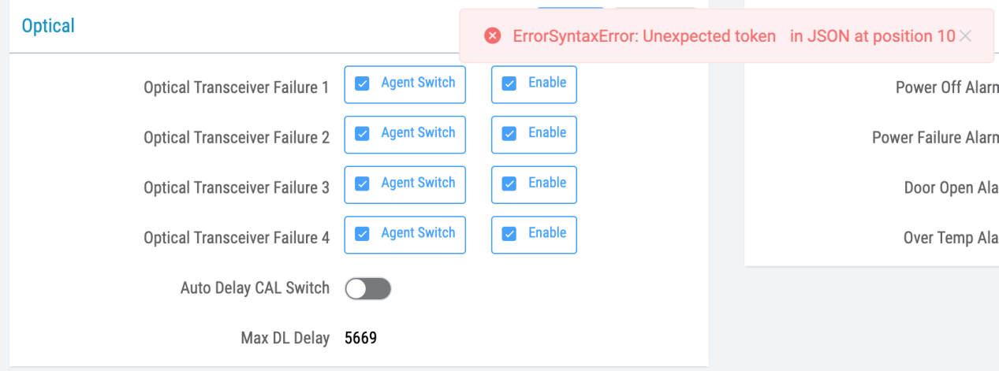 Optical
ErrorSyntaxError: Unexpected token   in JSON at position 10
Optical Transceiver Failure 1 Agent Switch Enable
Optical Transceiver Failure 2 Agent Switch Enable
Optical Transceiver Failure 3 Agent Switch Enable
Optical Transceiver Failure 4 Agent Switch Enable
Auto Delay CAL Switch
Max DL Delay 5669
Power Off Alarm
Power Failure Alarm
Door Open Ala
Over Temp Ala